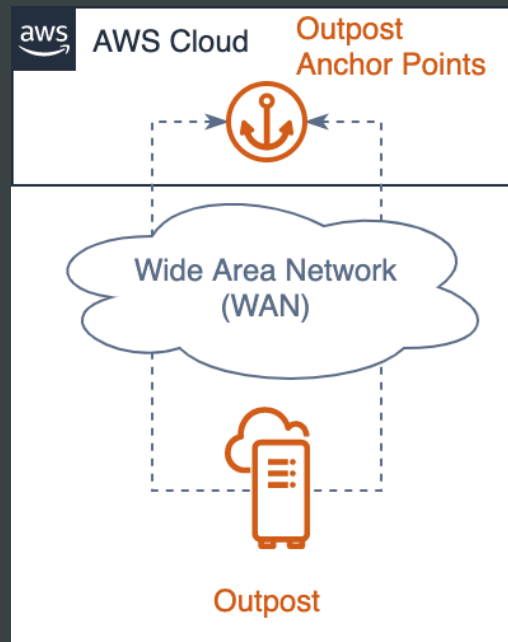 aws
AWS Cloud
Outpost
Anchor Points
Wide Area Network
(WAN)
Outpost